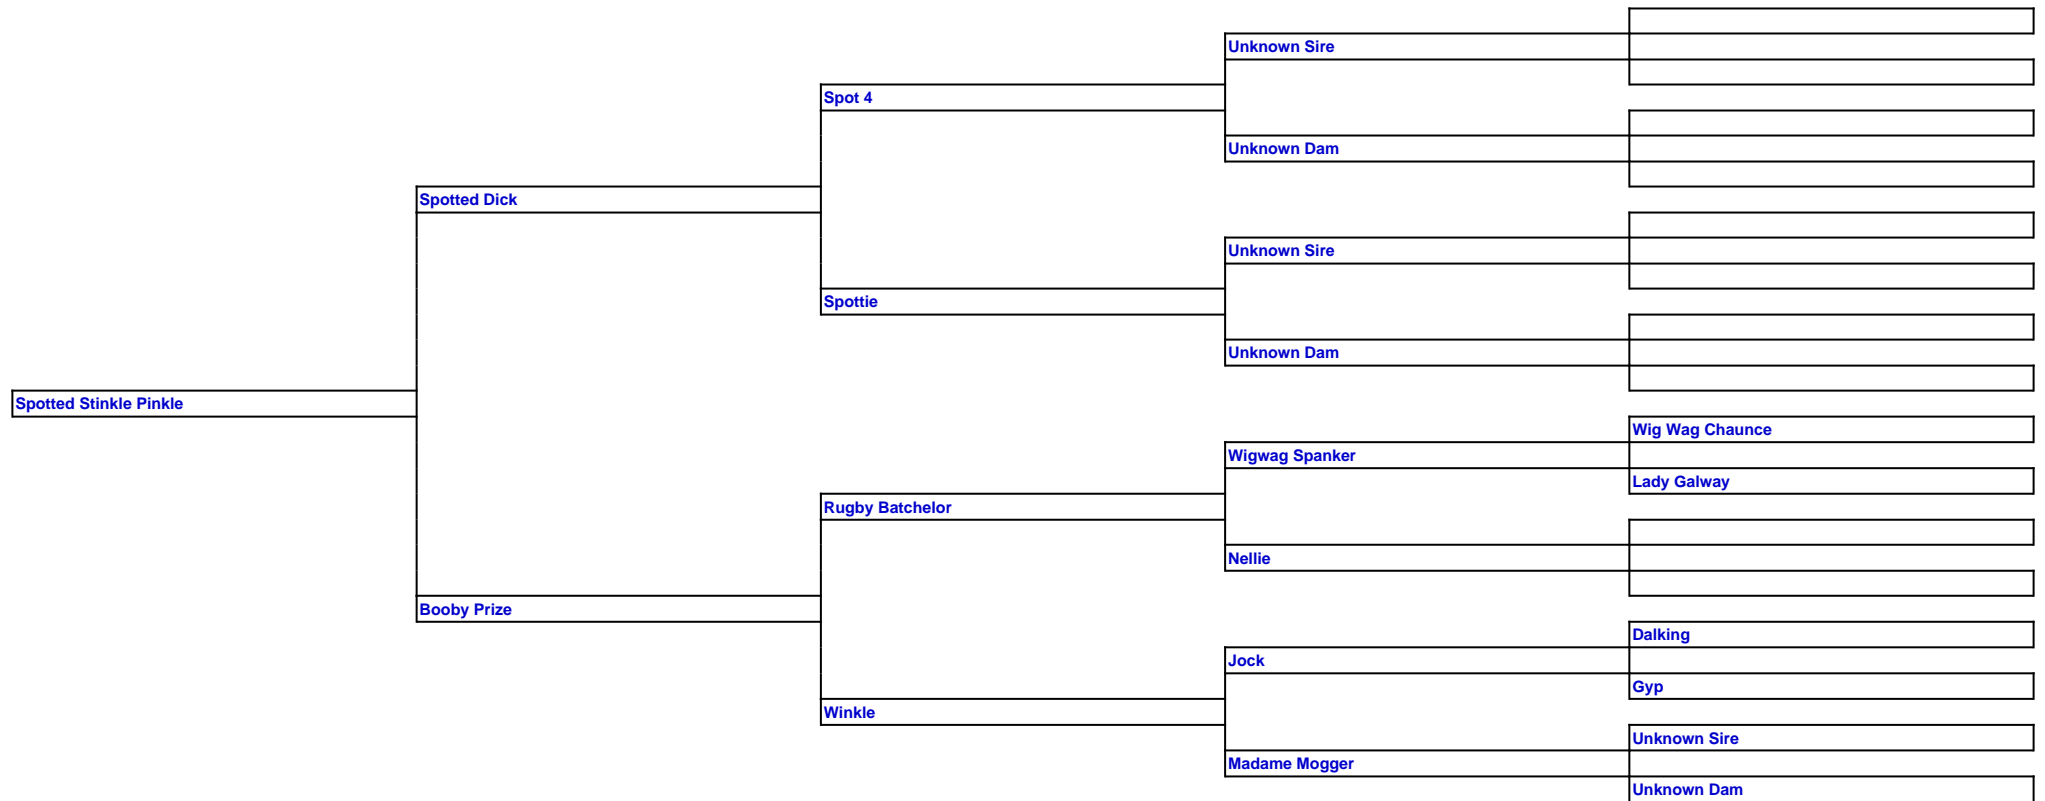 Unknown Sire
Spot 4
Unknown Dam
Spotted Dick
Unknown Sire
Spottie
Unknown Dam
Spotted Stinkle Pinkle
Wig Wag Chaunce
Wigwag Spanker
Lady Galway
Rugby Batchelor
Nellie
Booby Prize
Dalking
Jock
Gyp
Winkle
Unknown Sire
Madame Mogger
Unknown Dam